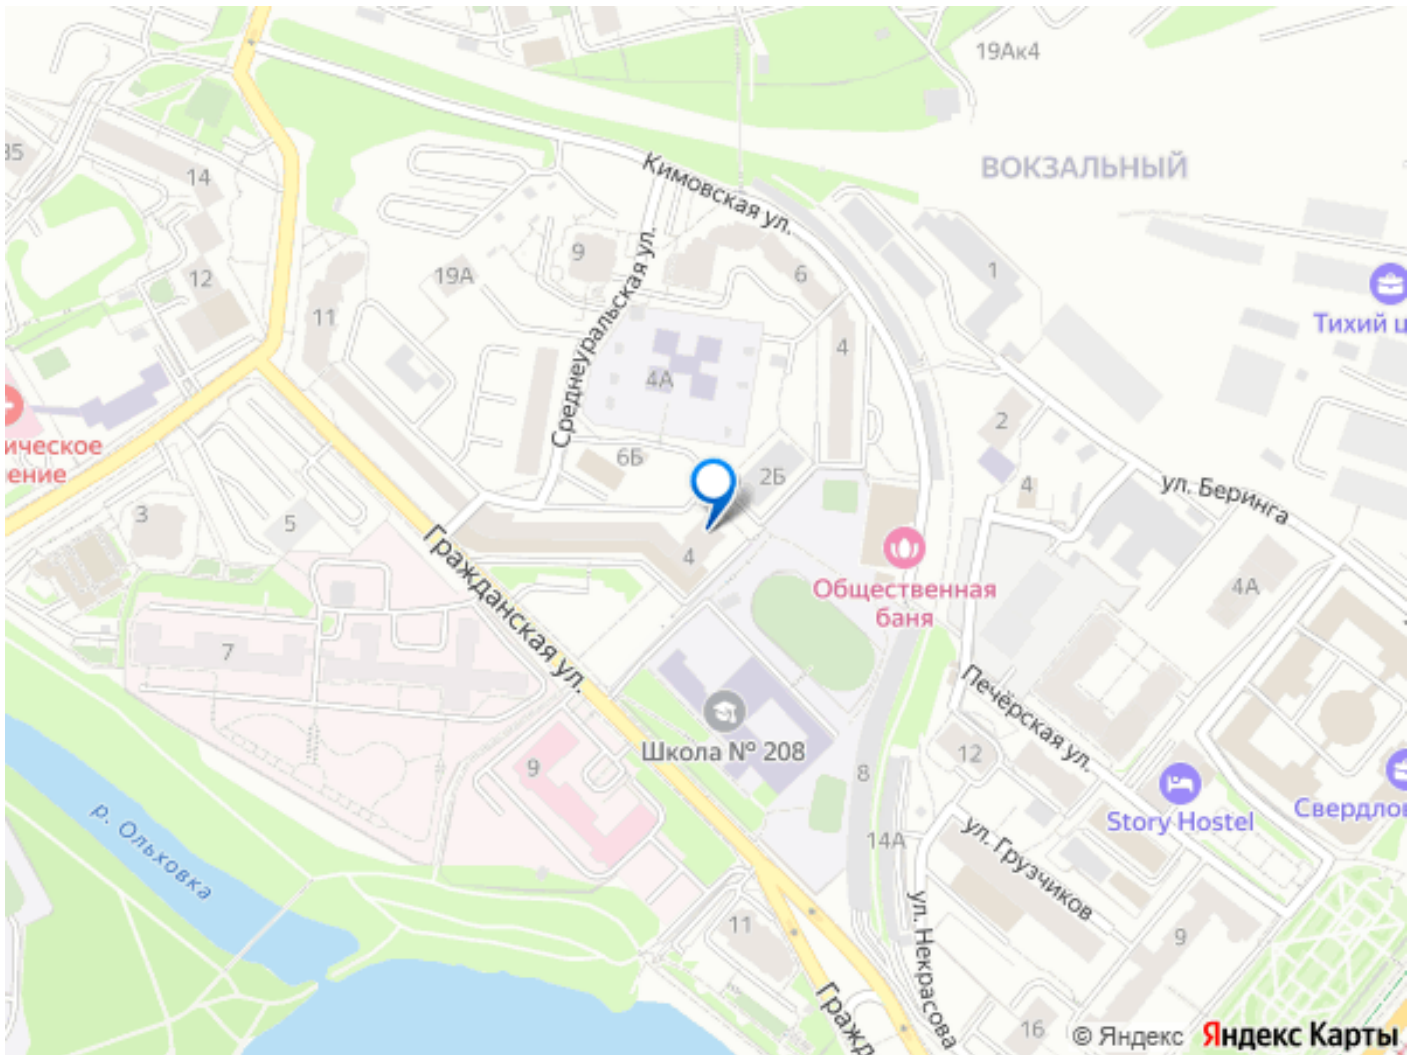 19Ак4
ВОКЗАЛЬНЫЙ
Кимовская ул.
14
12
11
19А
9
Среднеуральская ул.
6
1
4
4А
Тихий ц
2
ическое
ение
6Б
2Б
4
ул. Беринга
3
5
4
Гражданская ул.
Общественная
баня
4А
7
Печёрская ул.
Школа № 208
12
9
8
Story Hostel
Свердлов
р. Ольховка
14А
ул. Грузчиков
ул. Некрасова
11
9
Гражд
16
© Яндекс Яндекс Карты